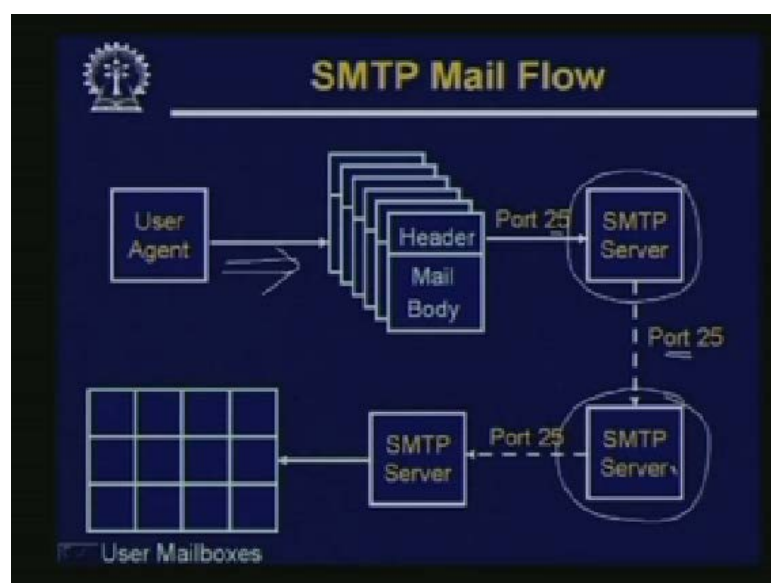 SMTP Mail Flow
User
Agent
Header
Mail
Body
Port 25
SMTP
Server
Port 25
SMTP
Server
Port 25
SMTP
Server
User Mailboxes